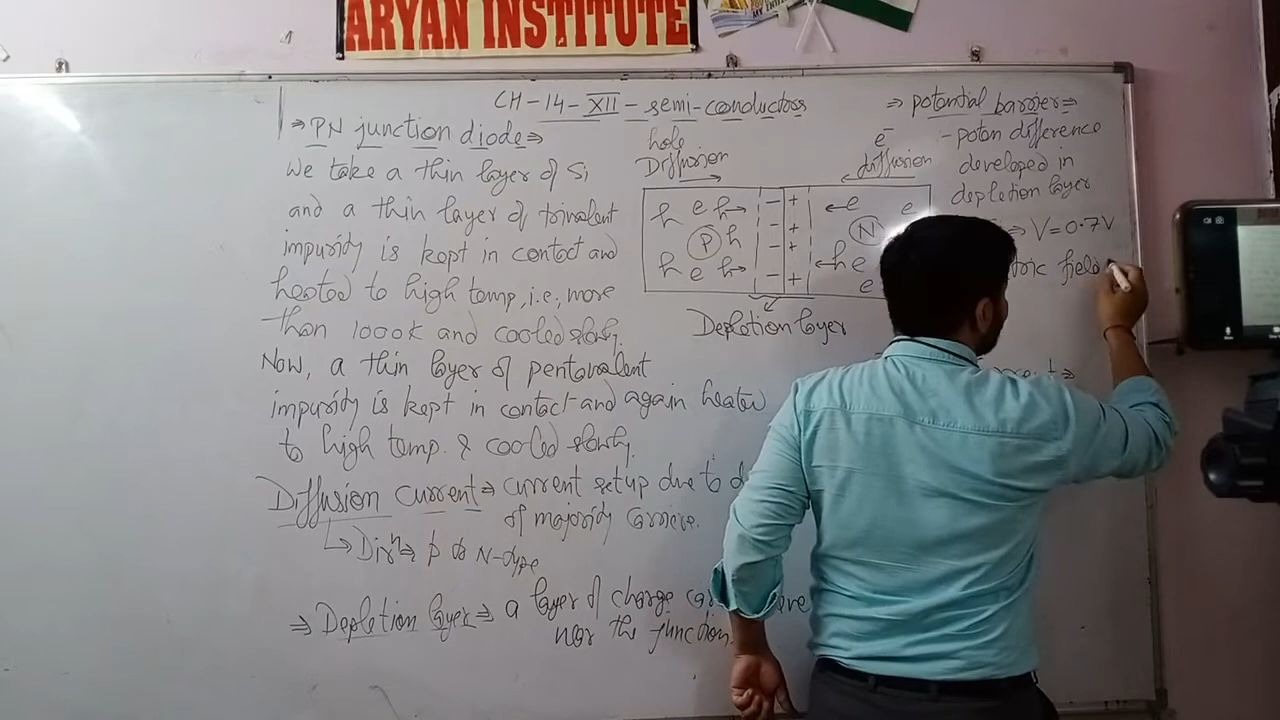 ARYAN INSTITUTE
CH-14-XII-semi-conductors
⇒ PN junction diode ⇒
We take a thin layer of Si
and a thin layer of trivalent
impurity is kept in contact and
heated to high temp, i.e., more
than 1000k and cooled slowly.
Now, a thin layer of pentavalent
impurity is kept in contact and again heated
to high temp. & cooled slowly.
Diffusion current ⇒ current setup due to
of majority
↳ Dirⁿ ⇒ p to N-type
⇒ Depletion layer ⇒ a layer of charge
near the junction.
hole
Diffusion →
e⁻
diffusion ←
h e h→ - + ←e e
P h - + N
- +
h e h→ - + ←h e
e
Depletion layer
⇒ potential barrier ⇒
- poten difference
developed in
depletion layer
⇒ V = 0.7V
field